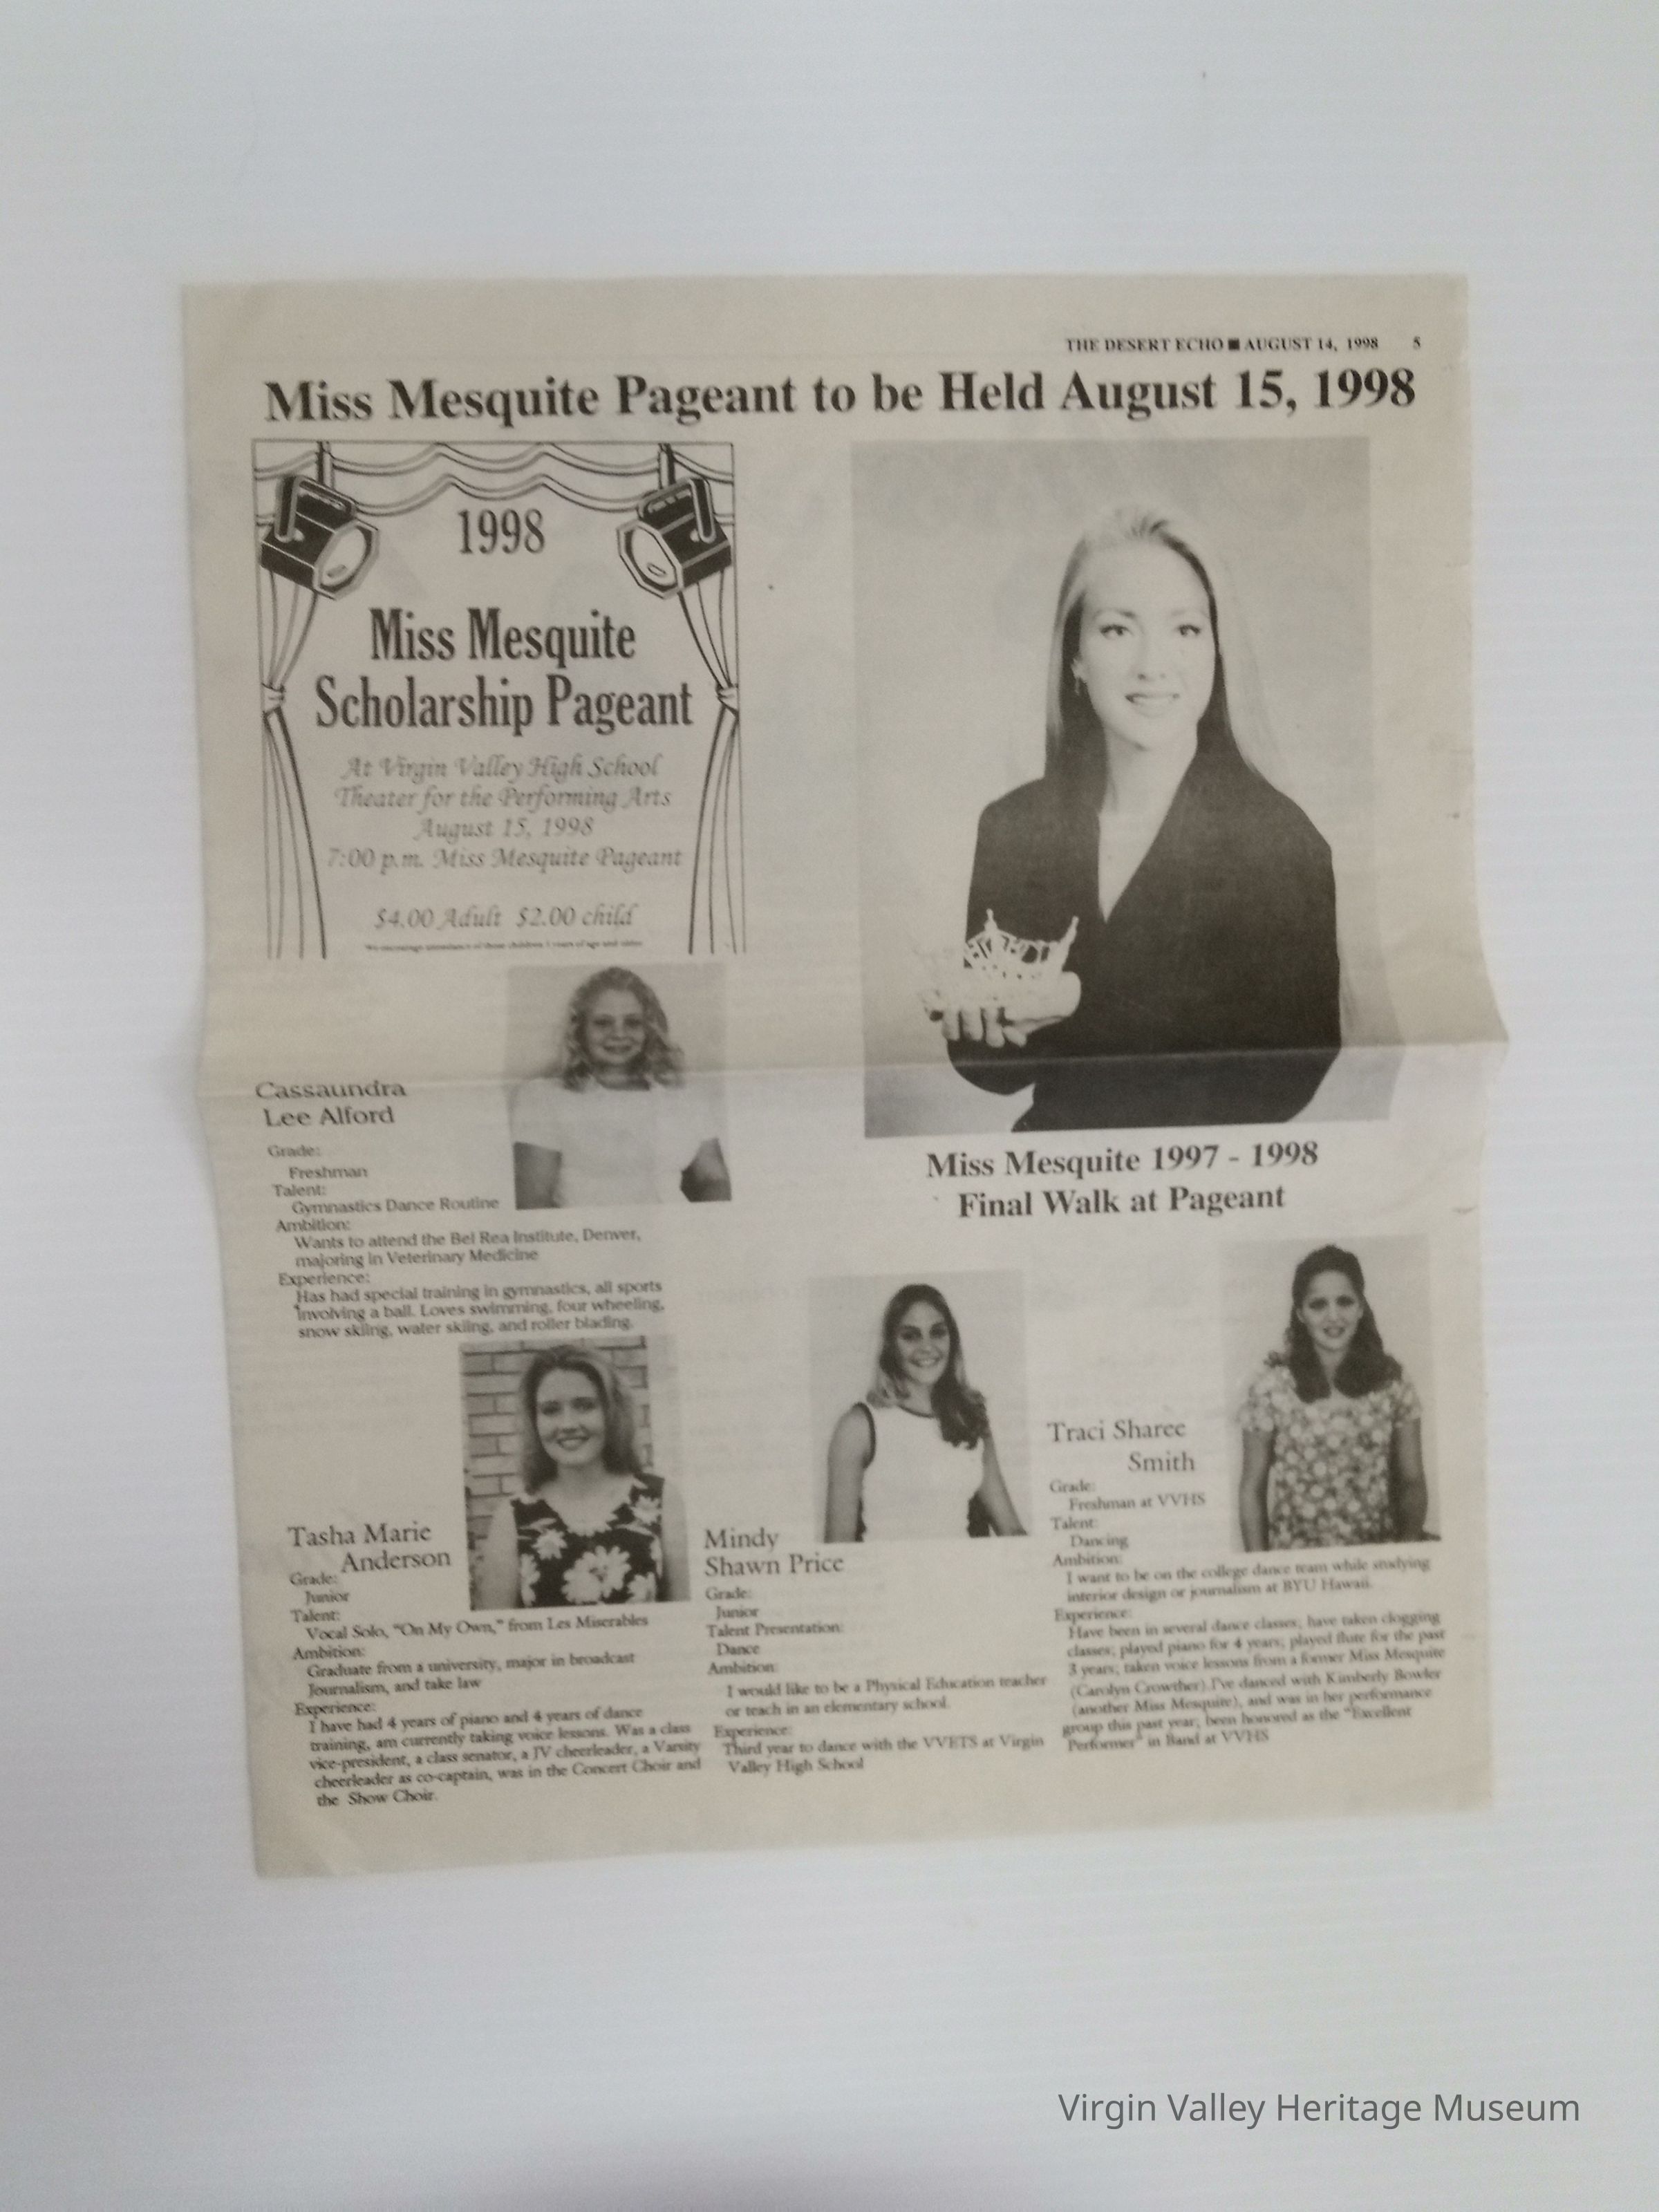 THE DESERT ECHO ■ AUGUST 14, 1998 5
Miss Mesquite Pageant to be Held August 15, 1998
1998
Miss Mesquite
Scholarship Pageant
At Virgin Valley High School
Theater for the Performing Arts
August 15, 1998
7:00 p.m. Miss Mesquite Pageant
$4.00 Adult $2.00 child
We encourage attendance of those children 5 years of age and older
Miss Mesquite 1997 - 1998
Final Walk at Pageant
Cassaundra
Lee Alford
Grade:
Freshman
Talent:
Gymnastics Dance Routine
Ambition:
Wants to attend the Bel Rea Institute, Denver,
majoring in Veterinary Medicine
Experience:
Has had special training in gymnastics, all sports
involving a ball. Loves swimming, four wheeling,
snow skiing, water skiing, and roller blading.
Tasha Marie
Anderson
Grade:
Junior
Talent:
Vocal Solo, "On My Own," from Les Miserables
Ambition:
Graduate from a university, major in broadcast
Journalism, and take law
Experience:
I have had 4 years of piano and 4 years of dance
training, am currently taking voice lessons. Was a class
vice-president, a class senator, a JV cheerleader, a Varsity
cheerleader as co-captain, was in the Concert Choir and
the Show Choir.
Mindy
Shawn Price
Grade:
Junior
Talent Presentation:
Dance
Ambition:
I would like to be a Physical Education teacher
or teach in an elementary school.
Experience:
Third year to dance with the VVETS at Virgin
Valley High School
Traci Sharee
Smith
Grade:
Freshman at VVHS
Talent:
Dancing
Ambition:
I want to be on the college dance team while studying
interior design or journalism at BYU Hawaii.
Experience:
Have been in several dance classes; have taken clogging
classes; played piano for 4 years; played flute for the past
3 years; taken voice lessons from a former Miss Mesquite
(Carolyn Crowther) I've danced with Kimberly Bowler
(another Miss Mesquite), and was in her performance
group this past year; been honored as the "Excellent
Performer" in Band at VVHS
Virgin Valley Heritage Museum